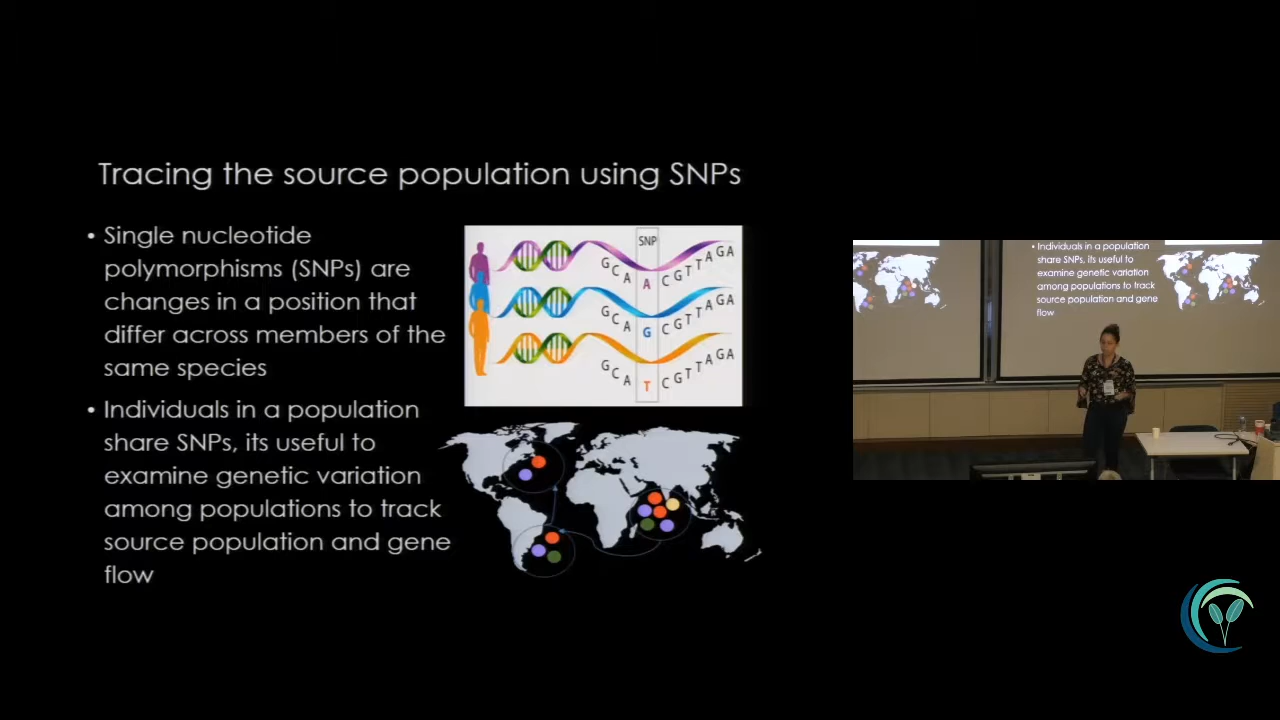 Tracing the source population using SNPs
• Single nucleotide
polymorphisms (SNPs) are
changes in a position that
differ across members of the
same species
• Individuals in a population
share SNPs, its useful to
examine genetic variation
among populations to track
source population and gene
flow
SNP
GCAACGTTAGA
GCAGCGTTAGA
GCATCGTTAGA
• Individuals in a population
share SNPs, its useful to
examine genetic variation
among populations to track
source population and gene
flow